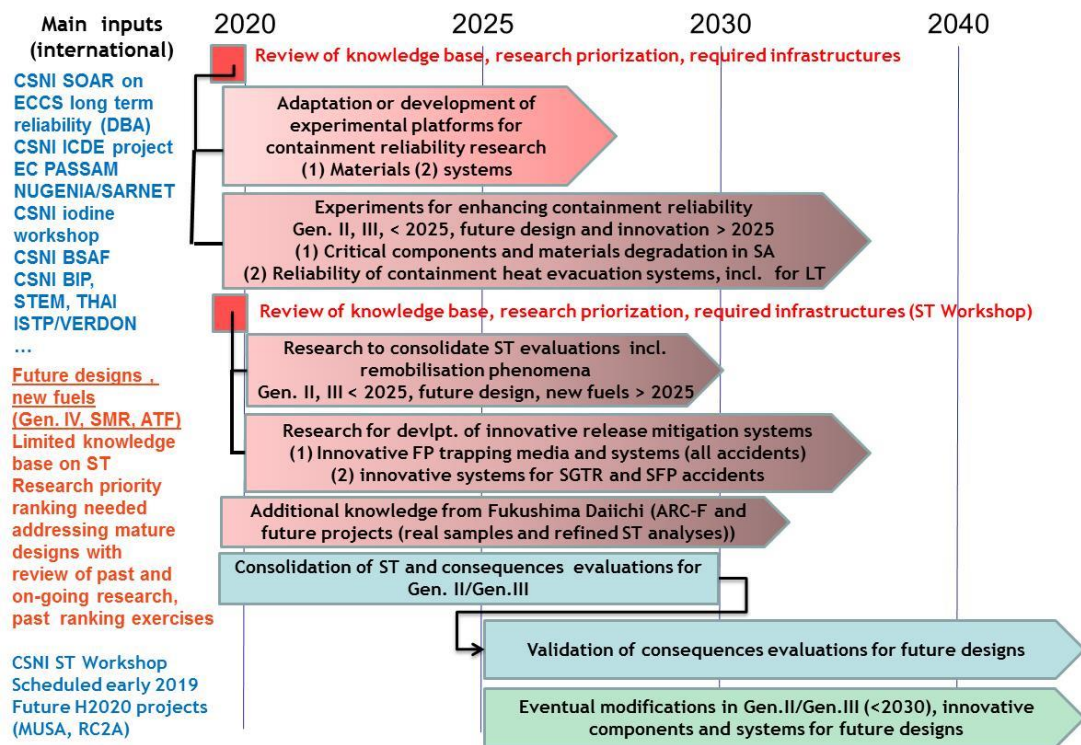 Main inputs
(international)
2020
2025
2030
2040
CSNI SOAR on
ECCS long term
reliability (DBA)
CSNI ICDE project
EC PASSAM
NUGENIA/SARNET
CSNI iodine
workshop
CSNI BSAF
CSNI BIP,
STEM, THAI
ISTP/VERDON
...
Future designs ,
new fuels
(Gen. IV, SMR, ATF)
Limited knowledge
base on ST
Research priority
ranking needed
addressing mature
designs with
review of past and
on-going research,
past ranking exercises
CSNI ST Workshop
Scheduled early 2019
Future H2020 projects
(MUSA, RC2A)
Review of knowledge base, research priorization, required infrastructures
Adaptation or development of
experimental platforms for
containment reliability research
(1) Materials (2) systems
Experiments for enhancing containment reliability
Gen. II, III, < 2025, future design and innovation > 2025
(1) Critical components and materials degradation in SA
(2) Reliability of containment heat evacuation systems, incl. for LT
Review of knowledge base, research priorization, required infrastructures (ST Workshop)
Research to consolidate ST evaluations incl.
remobilisation phenomena
Gen. II, III < 2025, future design, new fuels > 2025
Research for devlpt. of innovative release mitigation systems
(1) Innovative FP trapping media and systems (all accidents)
(2) innovative systems for SGTR and SFP accidents
Additional knowledge from Fukushima Daiichi (ARC-F and
future projects (real samples and refined ST analyses))
Consolidation of ST and consequences evaluations for
Gen. II/Gen.III
Validation of consequences evaluations for future designs
Eventual modifications in Gen.II/Gen.III (<2030), innovative
components and systems for future designs